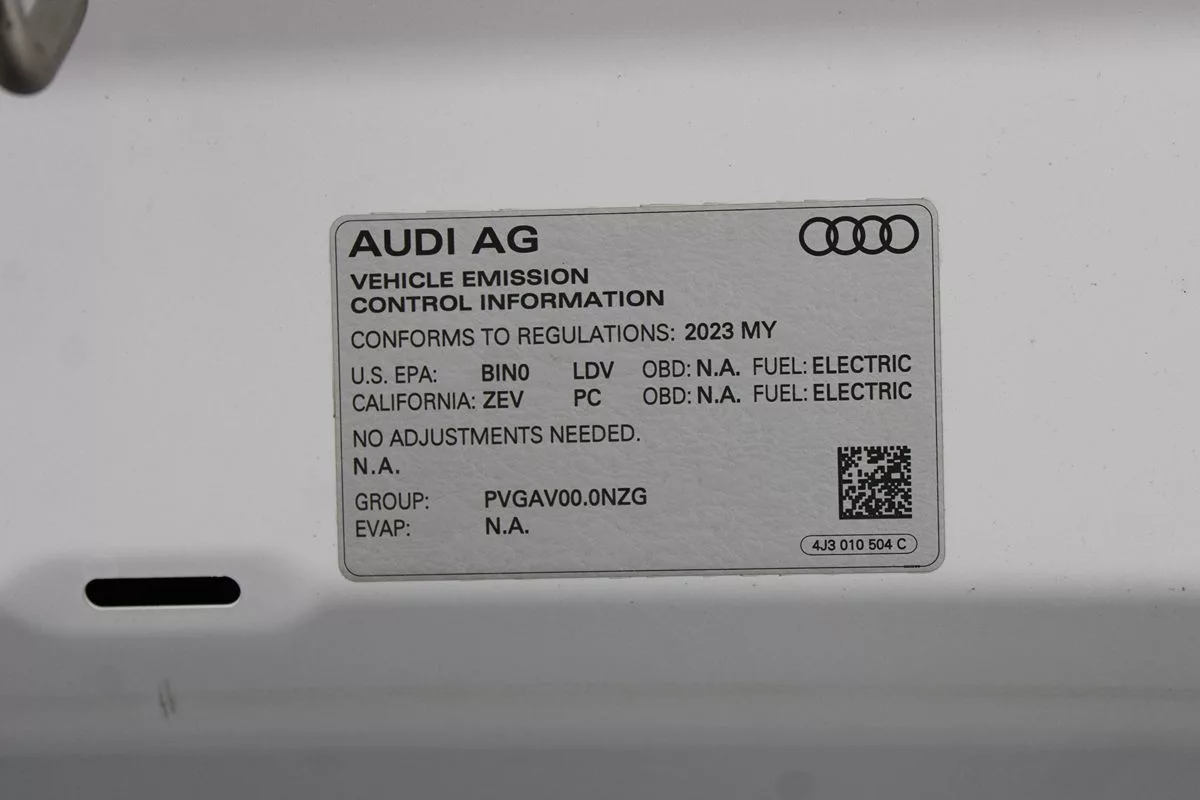 AUDI AG
VEHICLE EMISSION
CONTROL INFORMATION
CONFORMS TO REGULATIONS: 2023 MY
U.S. EPA: BIN0 LDV OBD: N.A. FUEL: ELECTRIC
CALIFORNIA: ZEV PC OBD: N.A. FUEL: ELECTRIC
NO ADJUSTMENTS NEEDED.
N.A.
GROUP: PVGAV00.0NZG
EVAP: N.A.
4J3 010 504 C